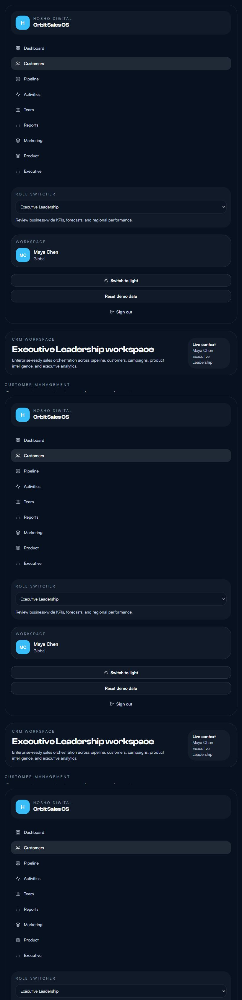 H
HOSHO DIGITAL
Orbit Sales OS
Dashboard
Customers
Pipeline
Activities
Team
Reports
Marketing
Product
Executive
ROLE SWITCHER
Executive Leadership
Review business-wide KPIs, forecasts, and regional performance.
WORKSPACE
MC
Maya Chen
Global
Switch to light
Reset demo data
Sign out
CRM WORKSPACE
Executive Leadership workspace
Enterprise-ready sales orchestration across pipeline, customers, campaigns, product
intelligence, and executive analytics.
Live context
Maya Chen
Executive
Leadership
CUSTOMER MANAGEMENT
H
HOSHO DIGITAL
Orbit Sales OS
Dashboard
Customers
Pipeline
Activities
Team
Reports
Marketing
Product
Executive
ROLE SWITCHER
Executive Leadership
Review business-wide KPIs, forecasts, and regional performance.
WORKSPACE
MC
Maya Chen
Global
Switch to light
Reset demo data
Sign out
CRM WORKSPACE
Executive Leadership workspace
Enterprise-ready sales orchestration across pipeline, customers, campaigns, product
intelligence, and executive analytics.
Live context
Maya Chen
Executive
Leadership
CUSTOMER MANAGEMENT
H
HOSHO DIGITAL
Orbit Sales OS
Dashboard
Customers
Pipeline
Activities
Team
Reports
Marketing
Product
Executive
ROLE SWITCHER
Executive Leadership